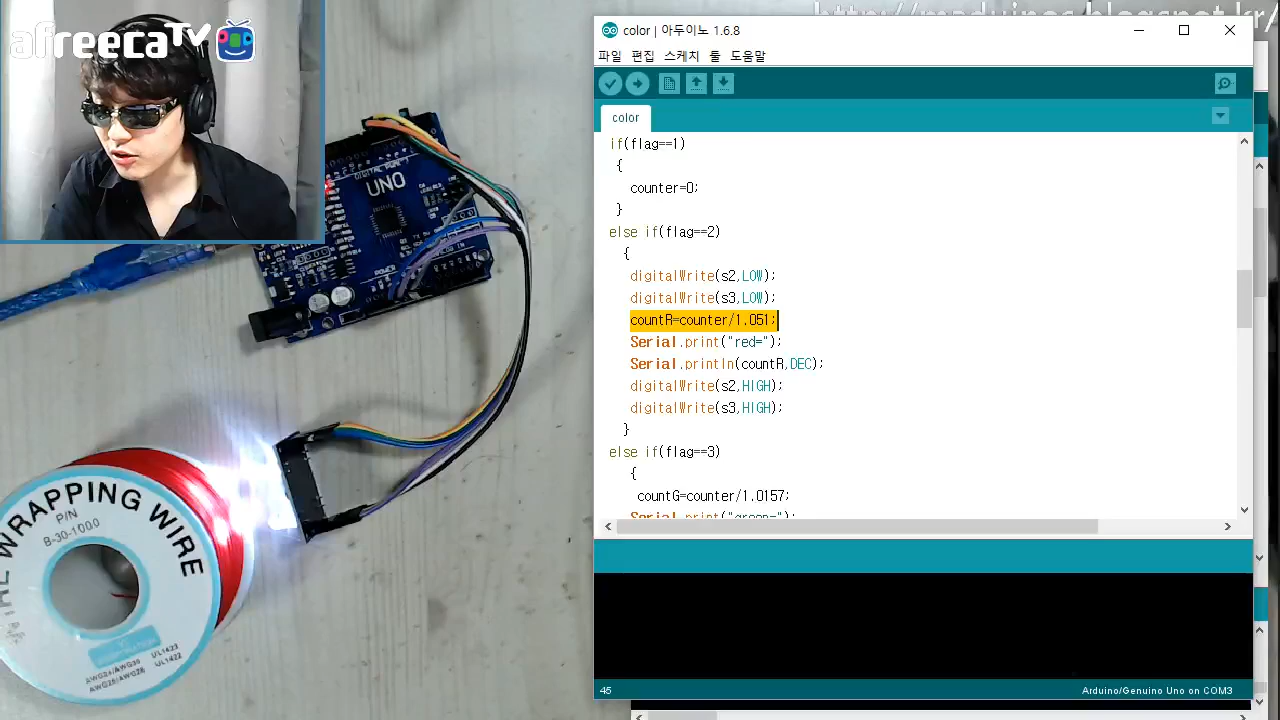 afreecaTV
color | 아두이노 1.6.8
파일 편집 스케치 툴 도움말
color
if(flag==1)
{
counter=0;
}
else if(flag==2)
{
digitalWrite(s2,LOW);
digitalWrite(s3,LOW);
countR=counter/1.051;
Serial.print("red=");
Serial.println(countR,DEC);
digitalWrite(s2,HIGH);
digitalWrite(s3,HIGH);
}
else if(flag==3)
{
countG=counter/1.0157;
Serial.print("green=");
45
Arduino/Genuino Uno on COM3
UNO
WRAPPING WIRE
P/N
B-30-1000